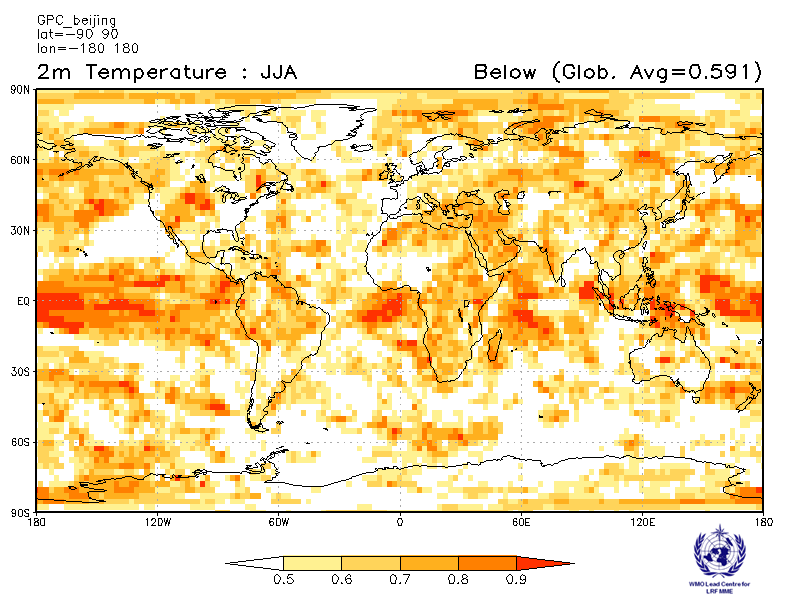 GPC_beijing
lat=-90 90
lon=-180 180
2m Temperature : JJA
Below (Glob. Avg=0.591)
90N
60N
30N
EQ
30S
60S
90S
180 120W 60W 0 60E 120E 180
0.5 0.6 0.7 0.8 0.9
WMO Lead Centre for
LRF MME